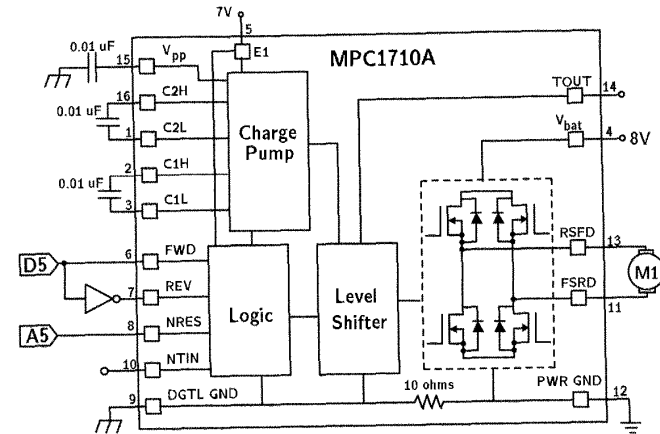 7V
5
E1
MPC1710A
0.01 uF
15
Vpp
16
C2H
0.01 uF
1
C2L
2
C1H
0.01 uF
3
C1L
Charge
Pump
TOUT
14
Vbat
4
8V
D5
6
FWD
7
REV
A5
8
NRES
10
NTIN
9
DGTL GND
Logic
Level
Shifter
RSFD
13
M1
FSRD
11
10 ohms
PWR GND
12